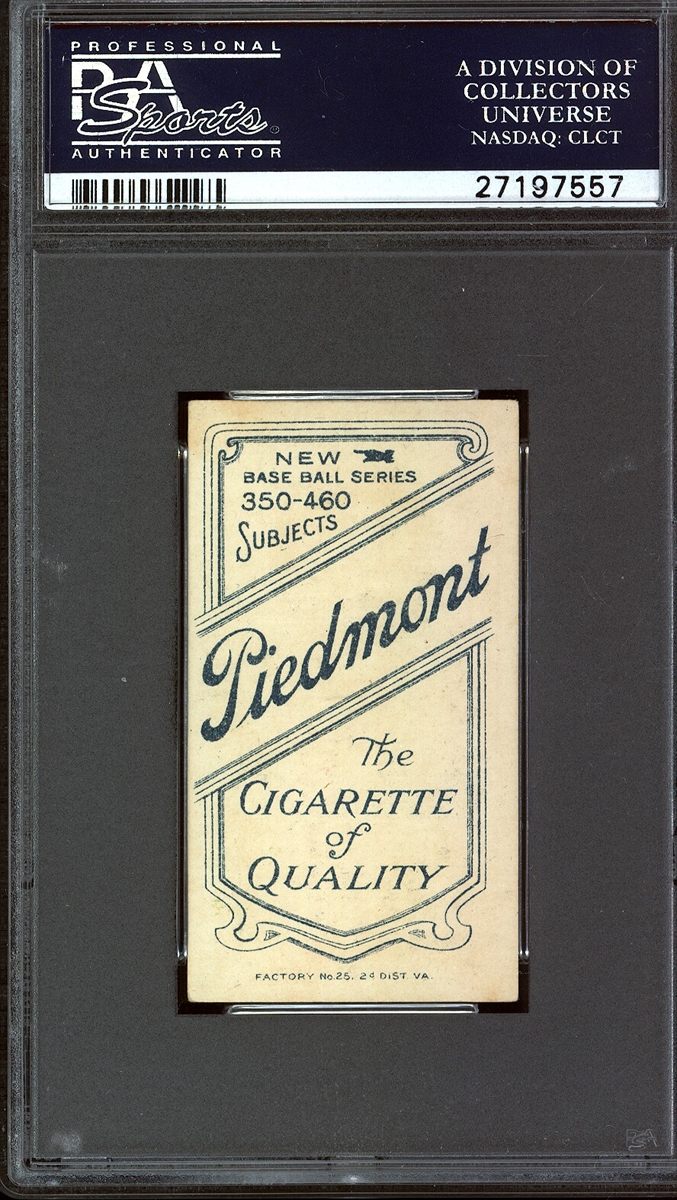 PROFESSIONAL
PSA
Sports
AUTHENTICATOR
A DIVISION OF
COLLECTORS
UNIVERSE
NASDAQ: CLCT
27197557
NEW
BASE BALL SERIES
350-460
SUBJECTS
Piedmont
The
CIGARETTE
of
QUALITY
FACTORY No.25. 2d DIST. VA.
PSA